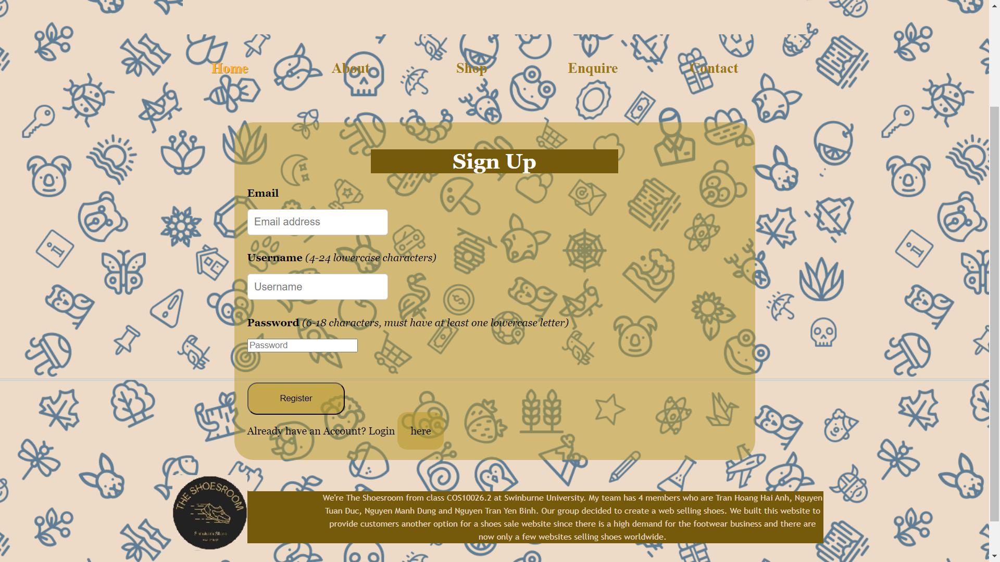 Home
About
Shop
Enquire
Contact
Sign Up
Email
Email address
Username (4-24 lowercase characters)
Username
Password (6-18 characters, must have at least one lowercase letter)
Password
Register
Already have an Account? Login here
THE SHOESROOM
We're The Shoesroom from class COS10026.2 at Swinburne University. My team has 4 members who are Tran Hoang Hai Anh, Nguyen
Tuan Duc, Nguyen Manh Dung and Nguyen Tran Yen Binh. Our group decided to create a web selling shoes. We built this website to
provide customers another option for a shoes sale website since there is a high demand for the footwear business and there are
now only a few websites selling shoes worldwide.